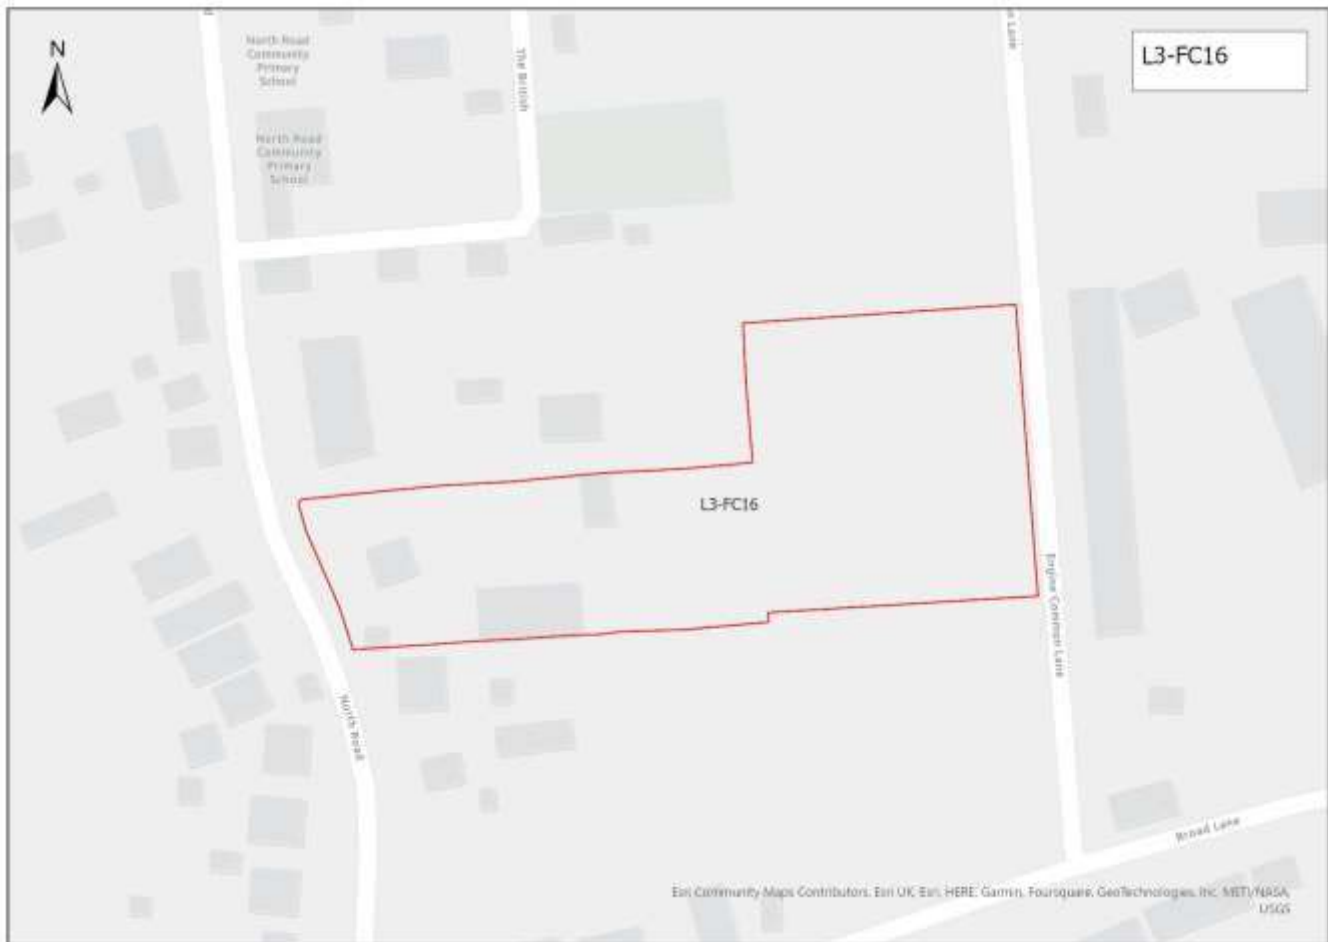 N
L3-FC16
North Road
Community
Primary
School
North Road
Community
Primary
School
The British
Lane
L3-FC16
Engine Common Lane
North Road
Broad Lane
Esri Community Maps Contributors, Esri UK, Esri, HERE, Garmin, Foursquare, GeoTechnologies, Inc, METI/NASA,
USGS